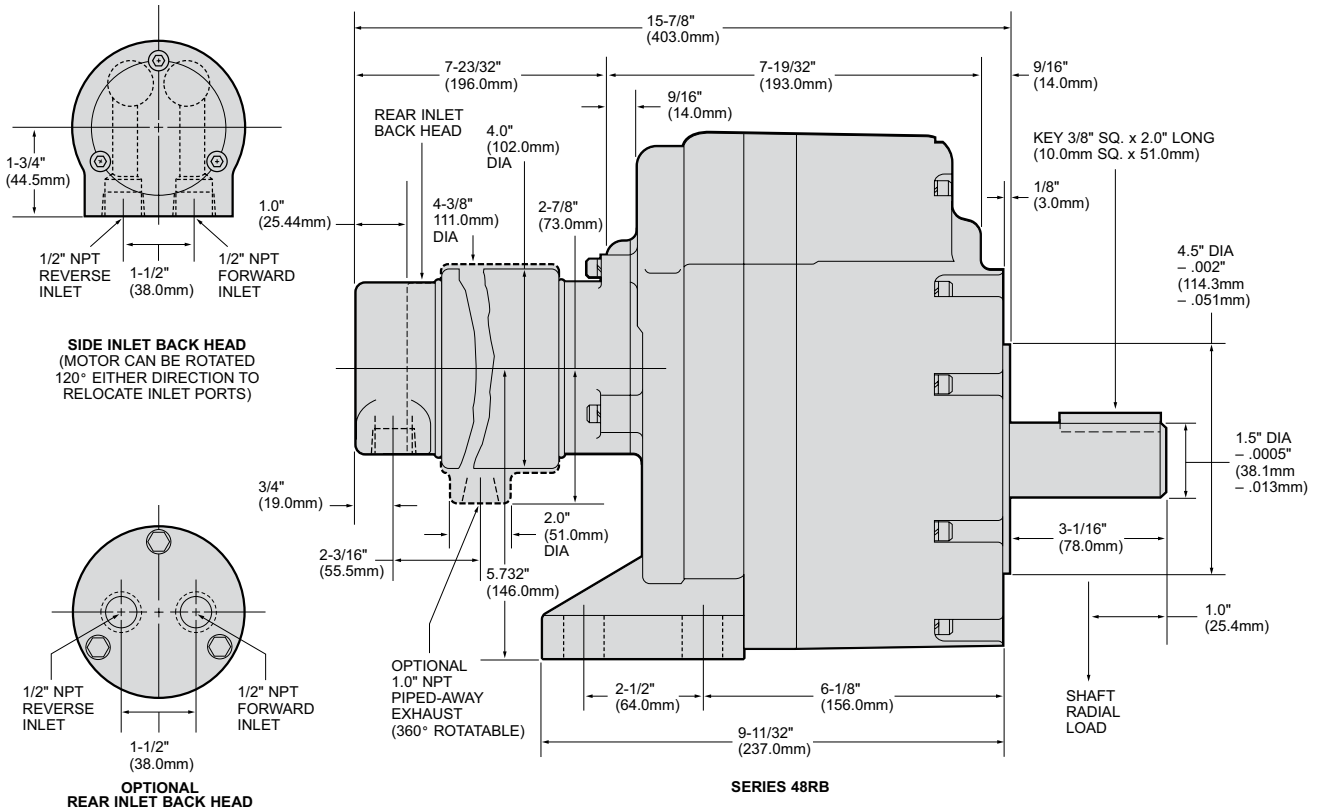 15-7/8"
(403.0mm)
7-23/32"
(196.0mm)
7-19/32"
(193.0mm)
9/16"
(14.0mm)
9/16"
(14.0mm)
REAR INLET
BACK HEAD
4.0"
(102.0mm)
DIA
KEY 3/8" SQ. x 2.0" LONG
(10.0mm SQ. x 51.0mm)
1-3/4"
(44.5mm)
1/8"
(3.0mm)
1.0"
(25.44mm)
4-3/8"
111.0mm)
DIA
2-7/8"
(73.0mm)
1/2" NPT
REVERSE
INLET
1-1/2"
(38.0mm)
1/2" NPT
FORWARD
INLET
4.5" DIA
– .002"
(114.3mm
– .051mm)
SIDE INLET BACK HEAD
(MOTOR CAN BE ROTATED
120° EITHER DIRECTION TO
RELOCATE INLET PORTS)
1.5" DIA
– .0005"
(38.1mm
– .013mm)
3/4"
(19.0mm)
2.0"
(51.0mm)
DIA
3-1/16"
(78.0mm)
2-3/16"
(55.5mm)
5.732"
(146.0mm)
1.0"
(25.4mm)
OPTIONAL
1.0" NPT
PIPED-AWAY
EXHAUST
(360° ROTATABLE)
2-1/2"
(64.0mm)
6-1/8"
(156.0mm)
SHAFT
RADIAL
LOAD
1/2" NPT
REVERSE
INLET
1/2" NPT
FORWARD
INLET
1-1/2"
(38.0mm)
9-11/32"
(237.0mm)
OPTIONAL
REAR INLET BACK HEAD
SERIES 48RB